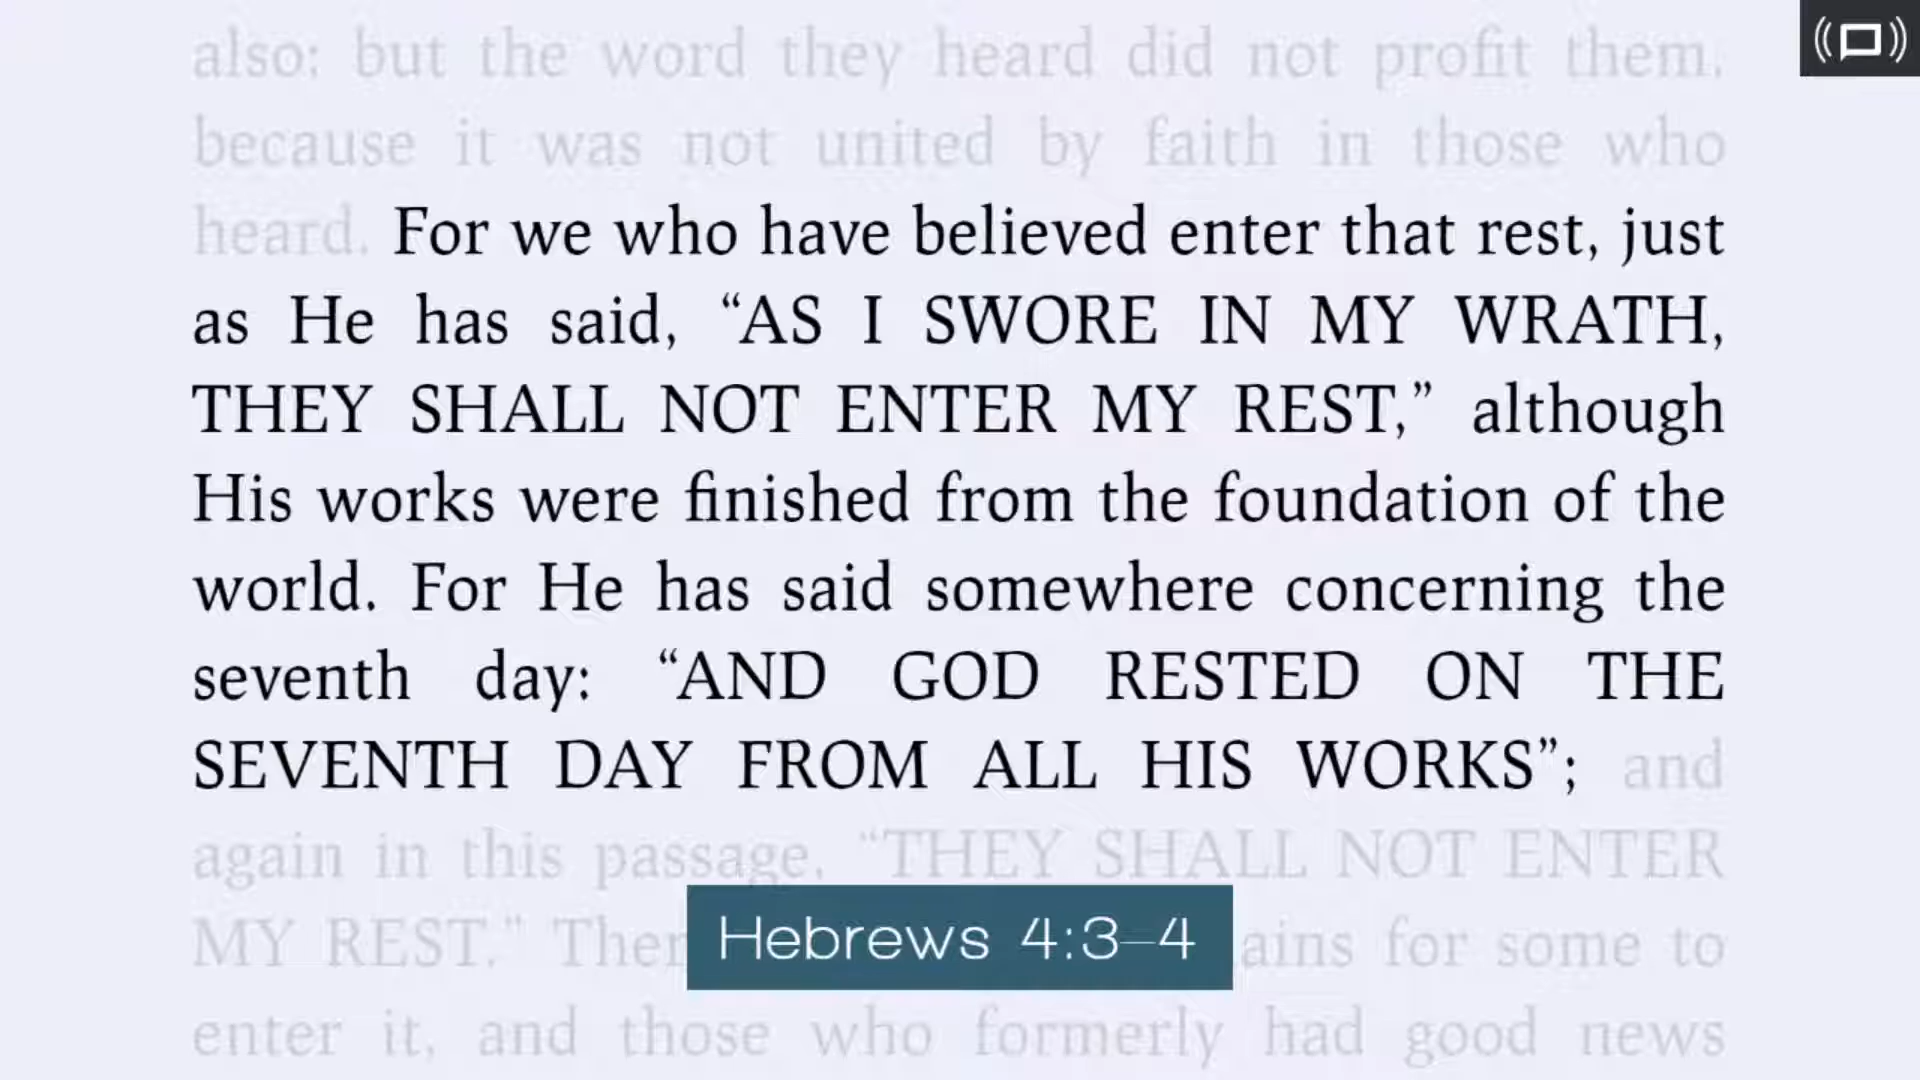 also; but the word they heard did not profit them,
because it was not united by faith in those who
heard. For we who have believed enter that rest, just
as He has said, “AS I SWORE IN MY WRATH,
THEY SHALL NOT ENTER MY REST,” although
His works were finished from the foundation of the
world. For He has said somewhere concerning the
seventh day: “AND GOD RESTED ON THE
SEVENTH DAY FROM ALL HIS WORKS”; and
again in this passage, “THEY SHALL NOT ENTER
MY REST.” Ther ains for some to
Hebrews 4:3–4
enter it, and those who formerly had good news